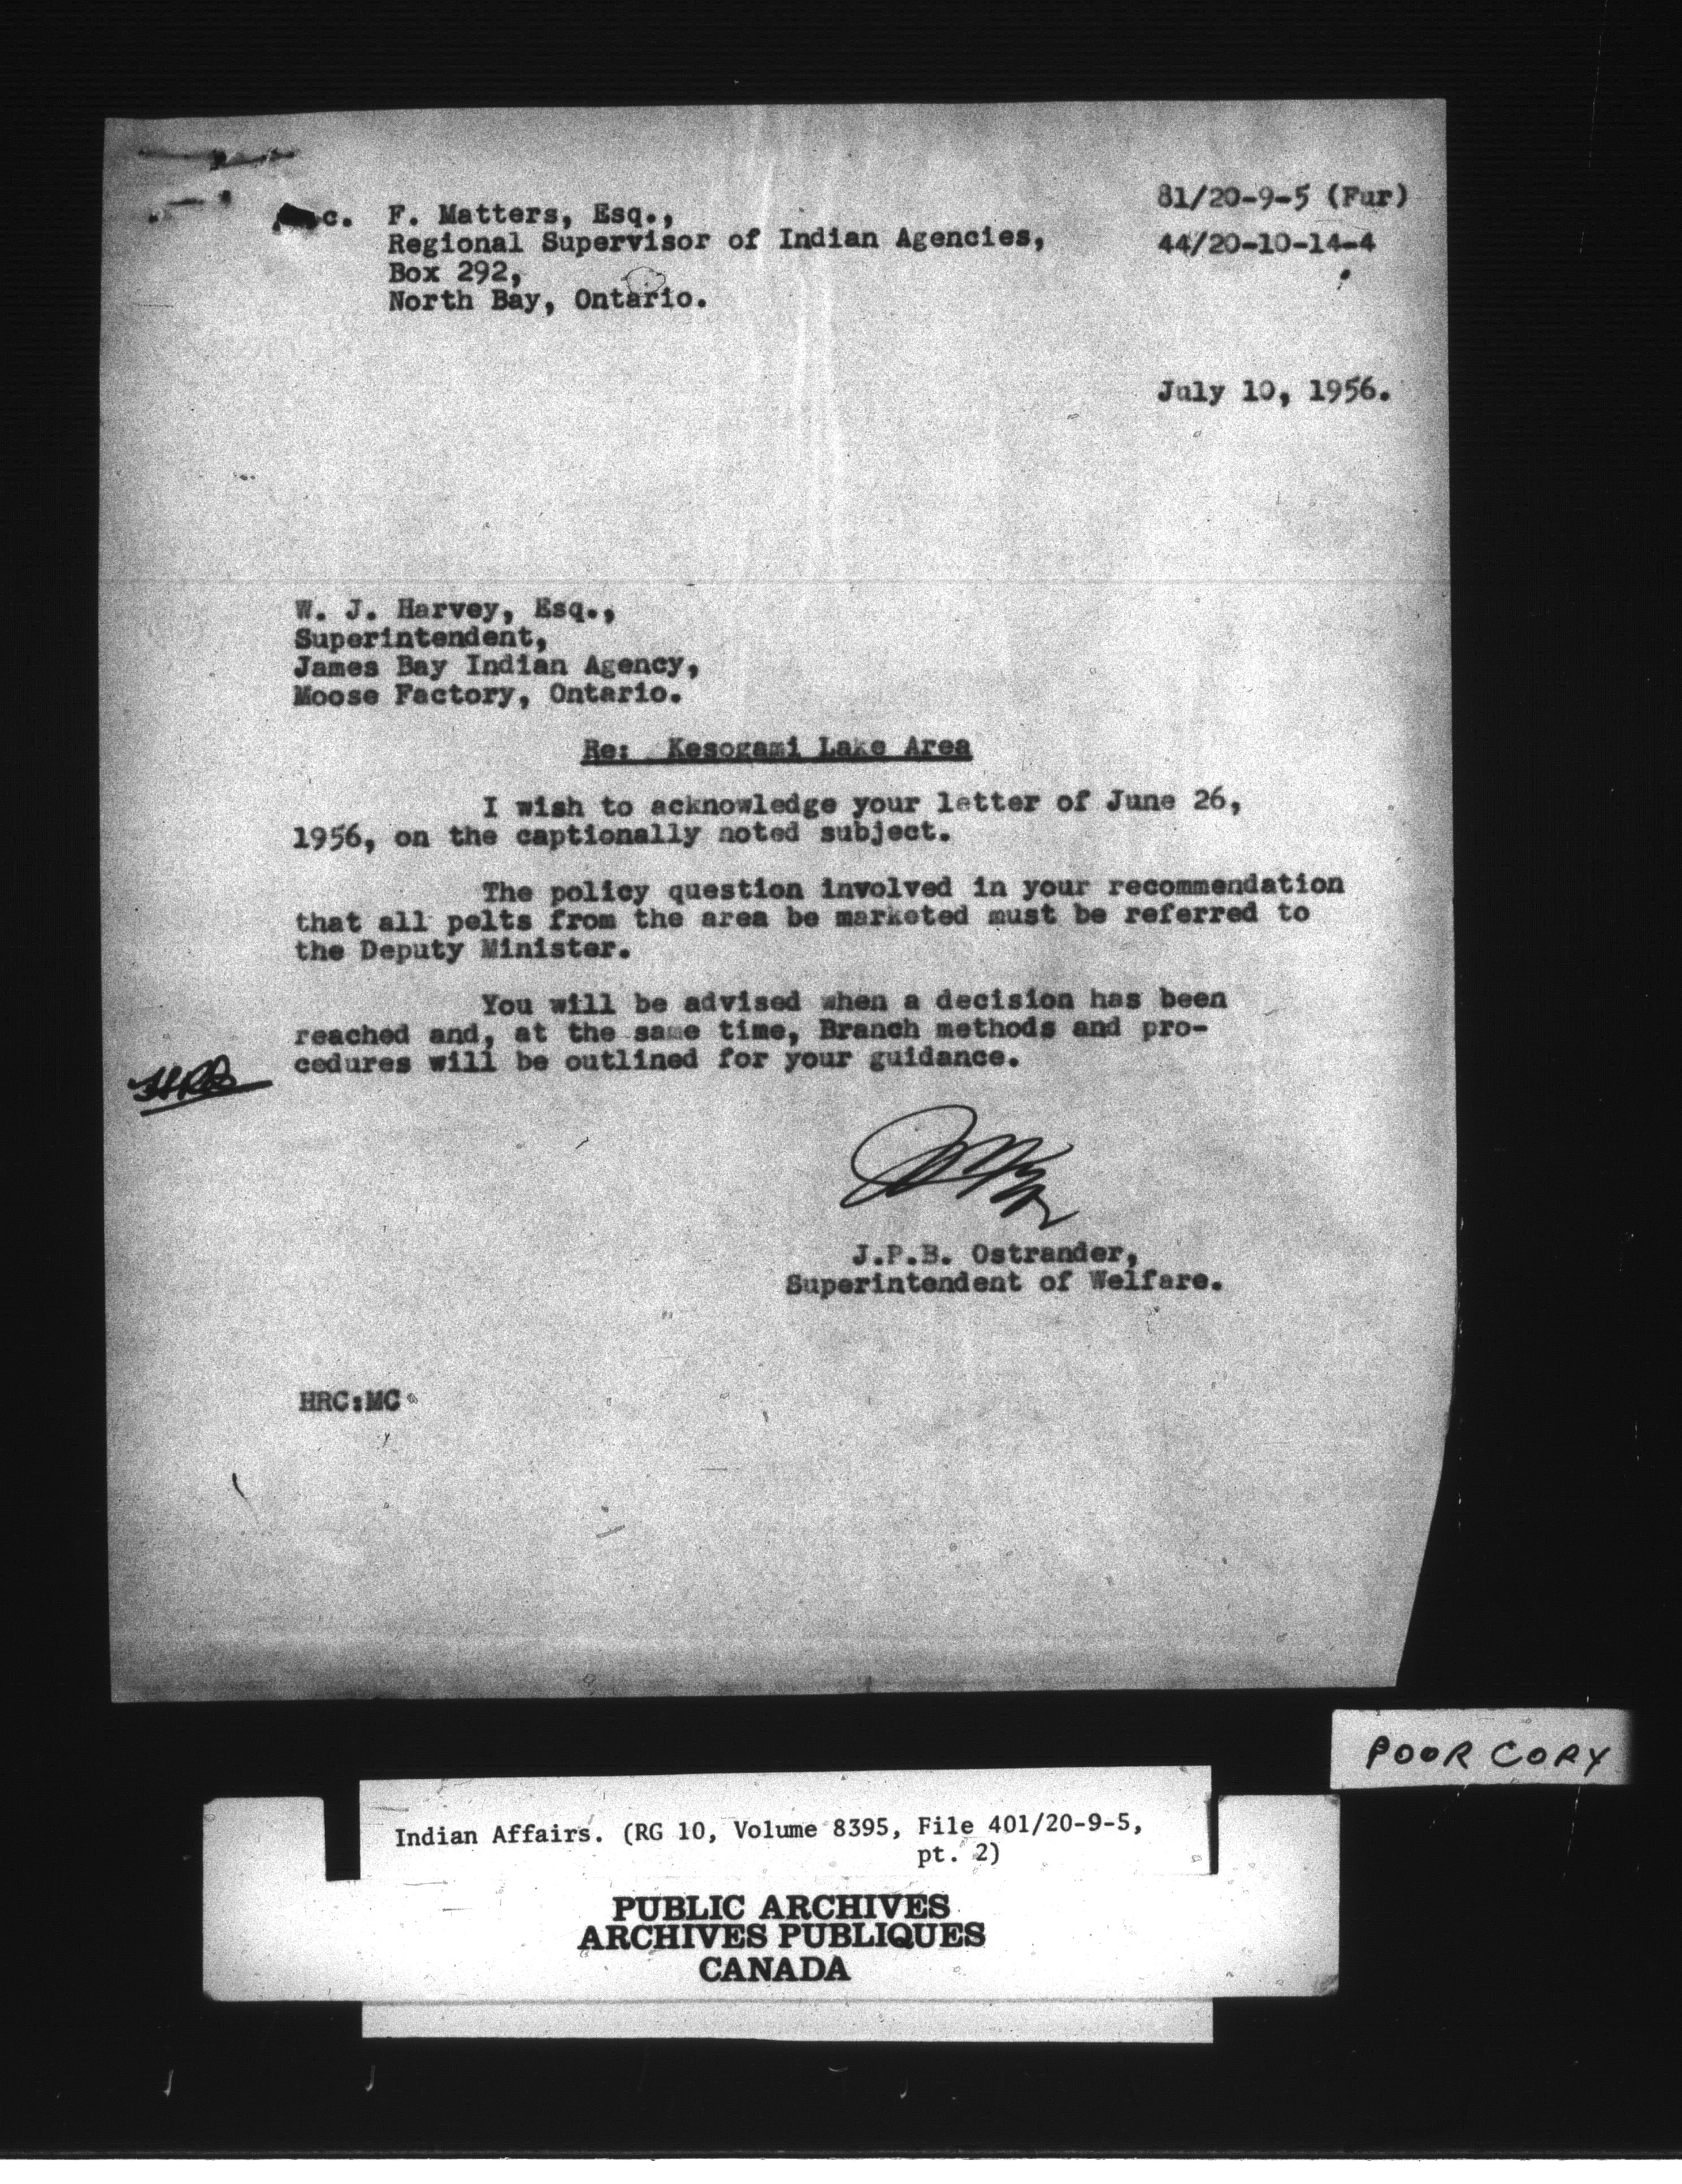 c. F. Matters, Esq.,
Regional Supervisor of Indian Agencies,
Box 292,
North Bay, Ontario.
81/20-9-5 (Fur)
44/20-10-14-4
July 10, 1956.
W. J. Harvey, Esq.,
Superintendent,
James Bay Indian Agency,
Moose Factory, Ontario.
Re: Kesogami Lake Area
I wish to acknowledge your letter of June 26,
1956, on the captionally noted subject.
The policy question involved in your recommendation
that all pelts from the area be marketed must be referred to
the Deputy Minister.
You will be advised when a decision has been
reached and, at the same time, Branch methods and pro-
cedures will be outlined for your guidance.
J.P.B. Ostrander,
Superintendent of Welfare.
HRC:MC
POOR COPY
Indian Affairs. (RG 10, Volume 8395, File 401/20-9-5,
pt. 2)
PUBLIC ARCHIVES
ARCHIVES PUBLIQUES
CANADA